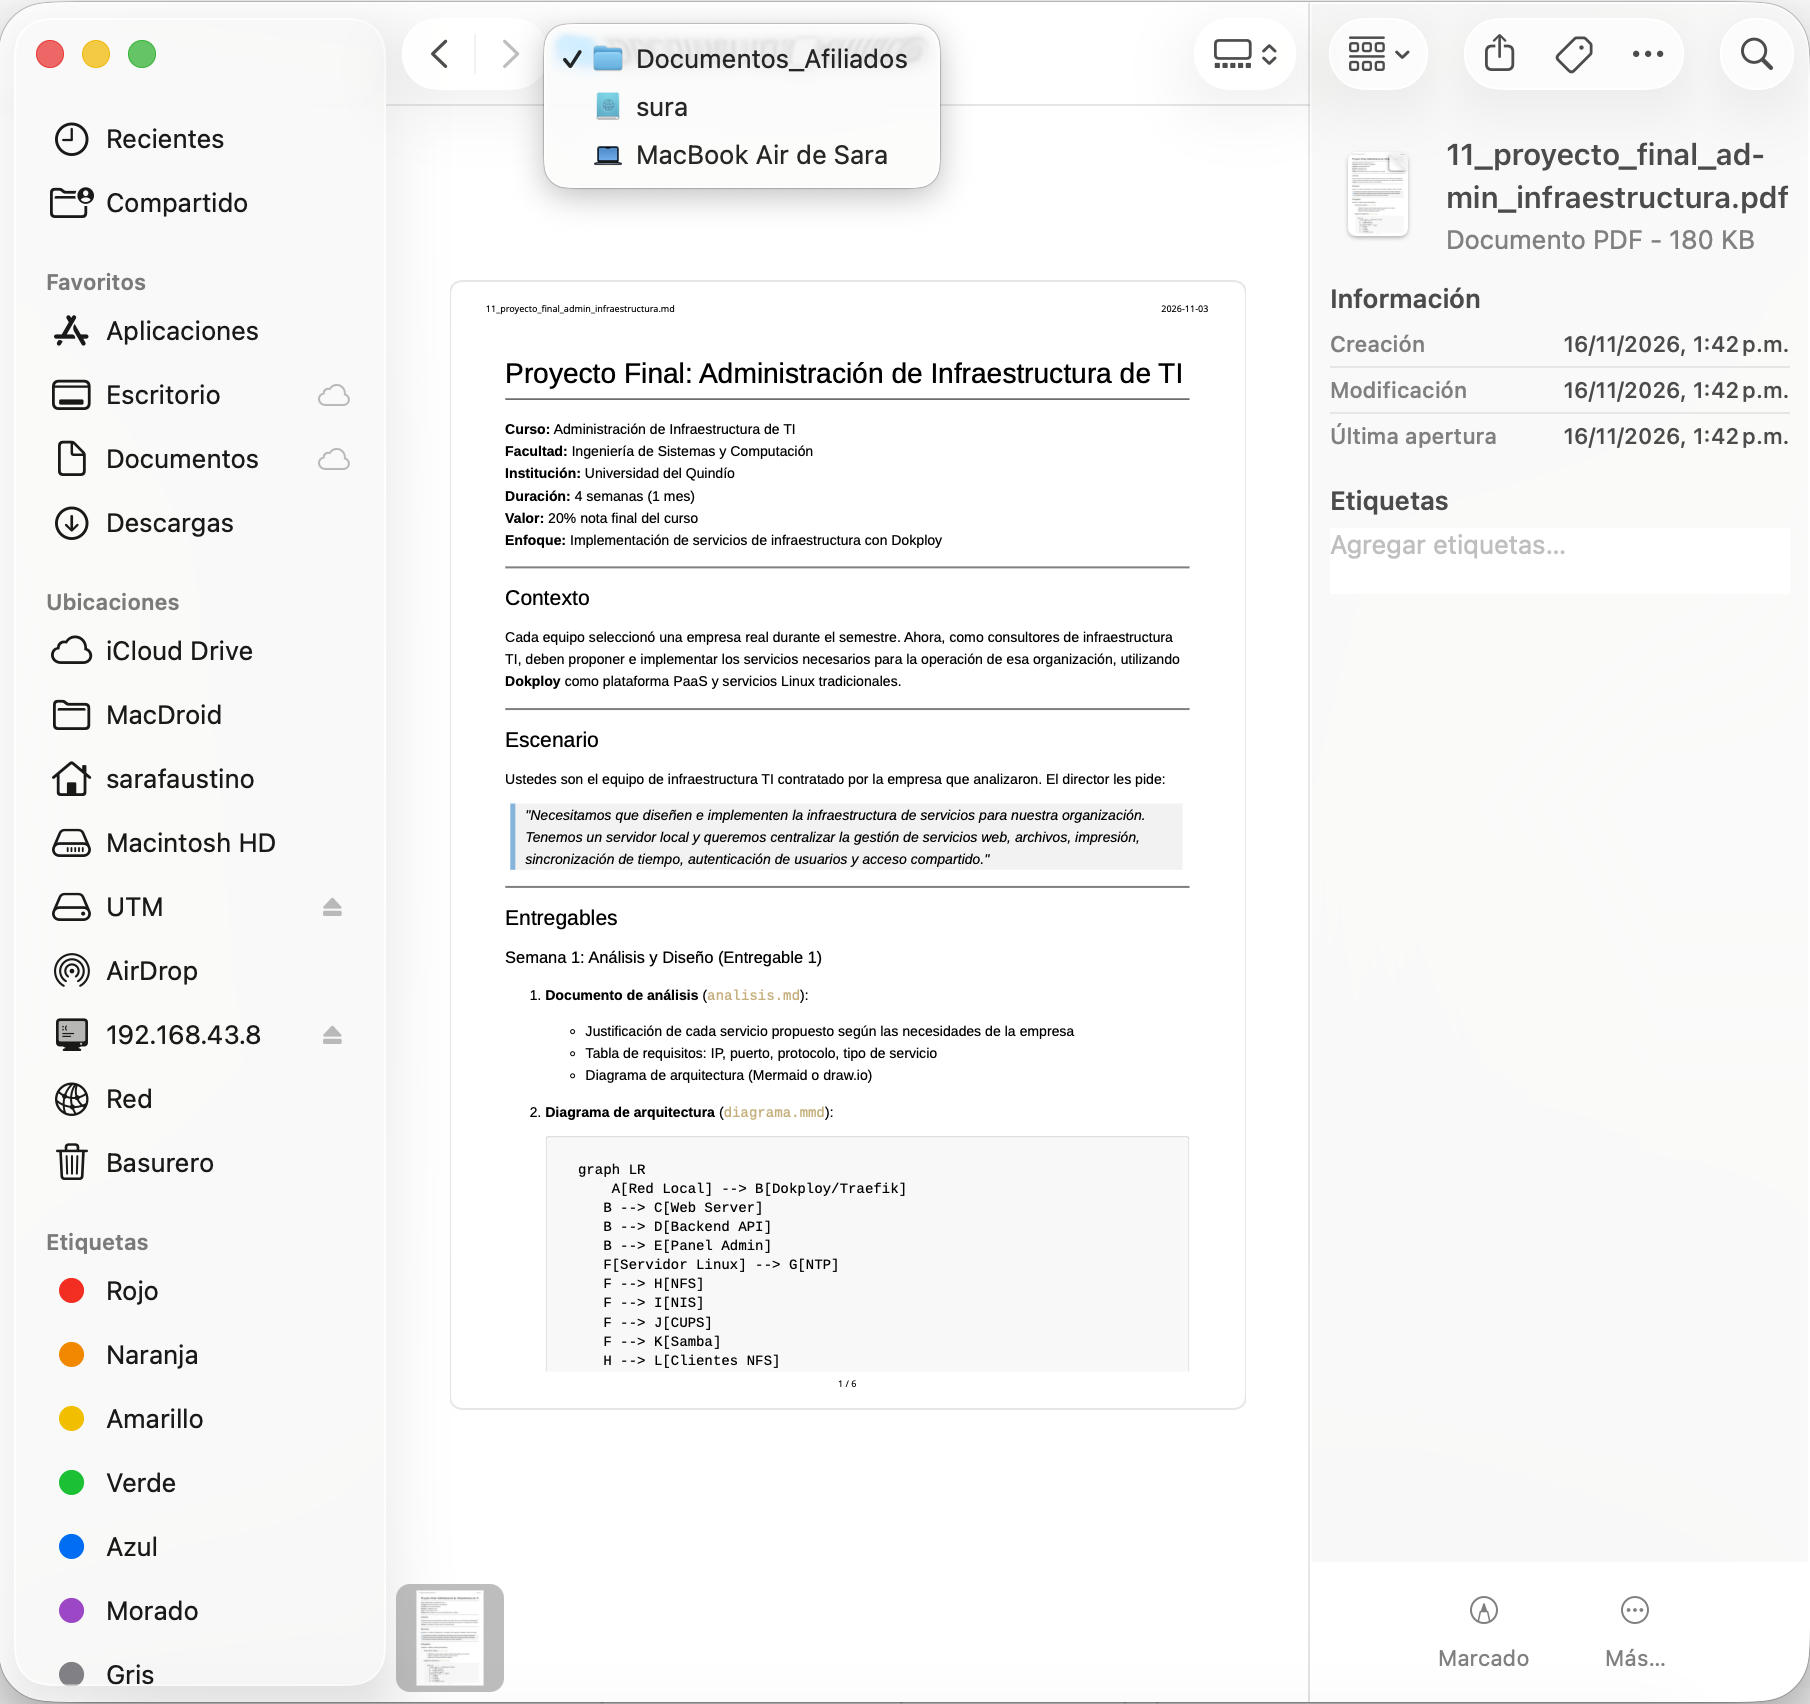 Documentos_Afiliados
sura
MacBook Air de Sara
Recientes
Compartido
Favoritos
Aplicaciones
Escritorio
Documentos
Descargas
Ubicaciones
iCloud Drive
MacDroid
sarafaustino
Macintosh HD
UTM
AirDrop
192.168.43.8
Red
Basurero
Etiquetas
Rojo
Naranja
Amarillo
Verde
Azul
Morado
Gris
11_proyecto_final_admin_infraestructura.md
2026-11-03
Proyecto Final: Administración de Infraestructura de TI
Curso: Administración de Infraestructura de TI
Facultad: Ingeniería de Sistemas y Computación
Institución: Universidad del Quindío
Duración: 4 semanas (1 mes)
Valor: 20% nota final del curso
Enfoque: Implementación de servicios de infraestructura con Dokploy
Contexto
Cada equipo seleccionó una empresa real durante el semestre. Ahora, como consultores de infraestructura
TI, deben proponer e implementar los servicios necesarios para la operación de esa organización, utilizando
Dokploy como plataforma PaaS y servicios Linux tradicionales.
Escenario
Ustedes son el equipo de infraestructura TI contratado por la empresa que analizaron. El director les pide:
"Necesitamos que diseñen e implementen la infraestructura de servicios para nuestra organización.
Tenemos un servidor local y queremos centralizar la gestión de servicios web, archivos, impresión,
sincronización de tiempo, autenticación de usuarios y acceso compartido."
Entregables
Semana 1: Análisis y Diseño (Entregable 1)
1. Documento de análisis (analisis.md):
Justificación de cada servicio propuesto según las necesidades de la empresa
Tabla de requisitos: IP, puerto, protocolo, tipo de servicio
Diagrama de arquitectura (Mermaid o draw.io)
2. Diagrama de arquitectura (diagrama.mmd):
graph LR
A[Red Local] --> B[Dokploy/Traefik]
B --> C[Web Server]
B --> D[Backend API]
B --> E[Panel Admin]
F[Servidor Linux] --> G[NTP]
F --> H[NFS]
F --> I[NIS]
F --> J[CUPS]
F --> K[Samba]
H --> L[Clientes NFS]
1 / 6
11_proyecto_final_ad-
min_infraestructura.pdf
Documento PDF - 180 KB
Información
Creación 16/11/2026, 1:42 p.m.
Modificación 16/11/2026, 1:42 p.m.
Última apertura 16/11/2026, 1:42 p.m.
Etiquetas
Agregar etiquetas...
Marcado
Más...